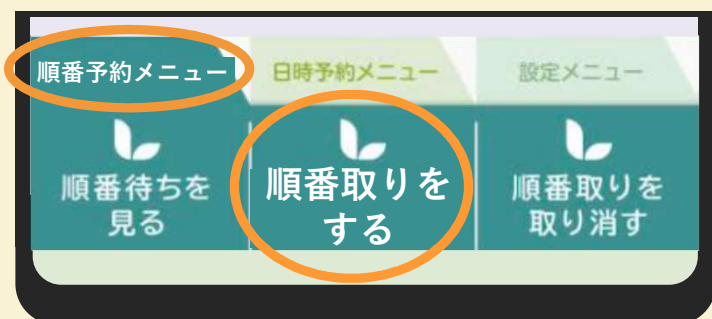 順番予約メニュー
日時予約メニュー
設定メニュー
順番待ちを
見る
順番取りを
する
順番取りを
取り消す